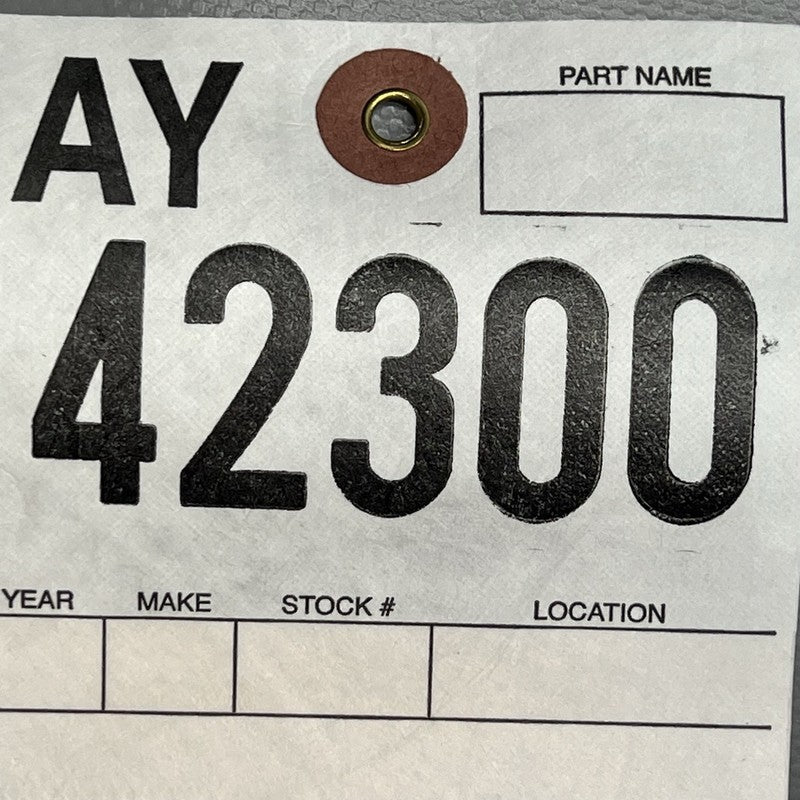 AY
PART NAME
42300
YEAR MAKE STOCK # LOCATION